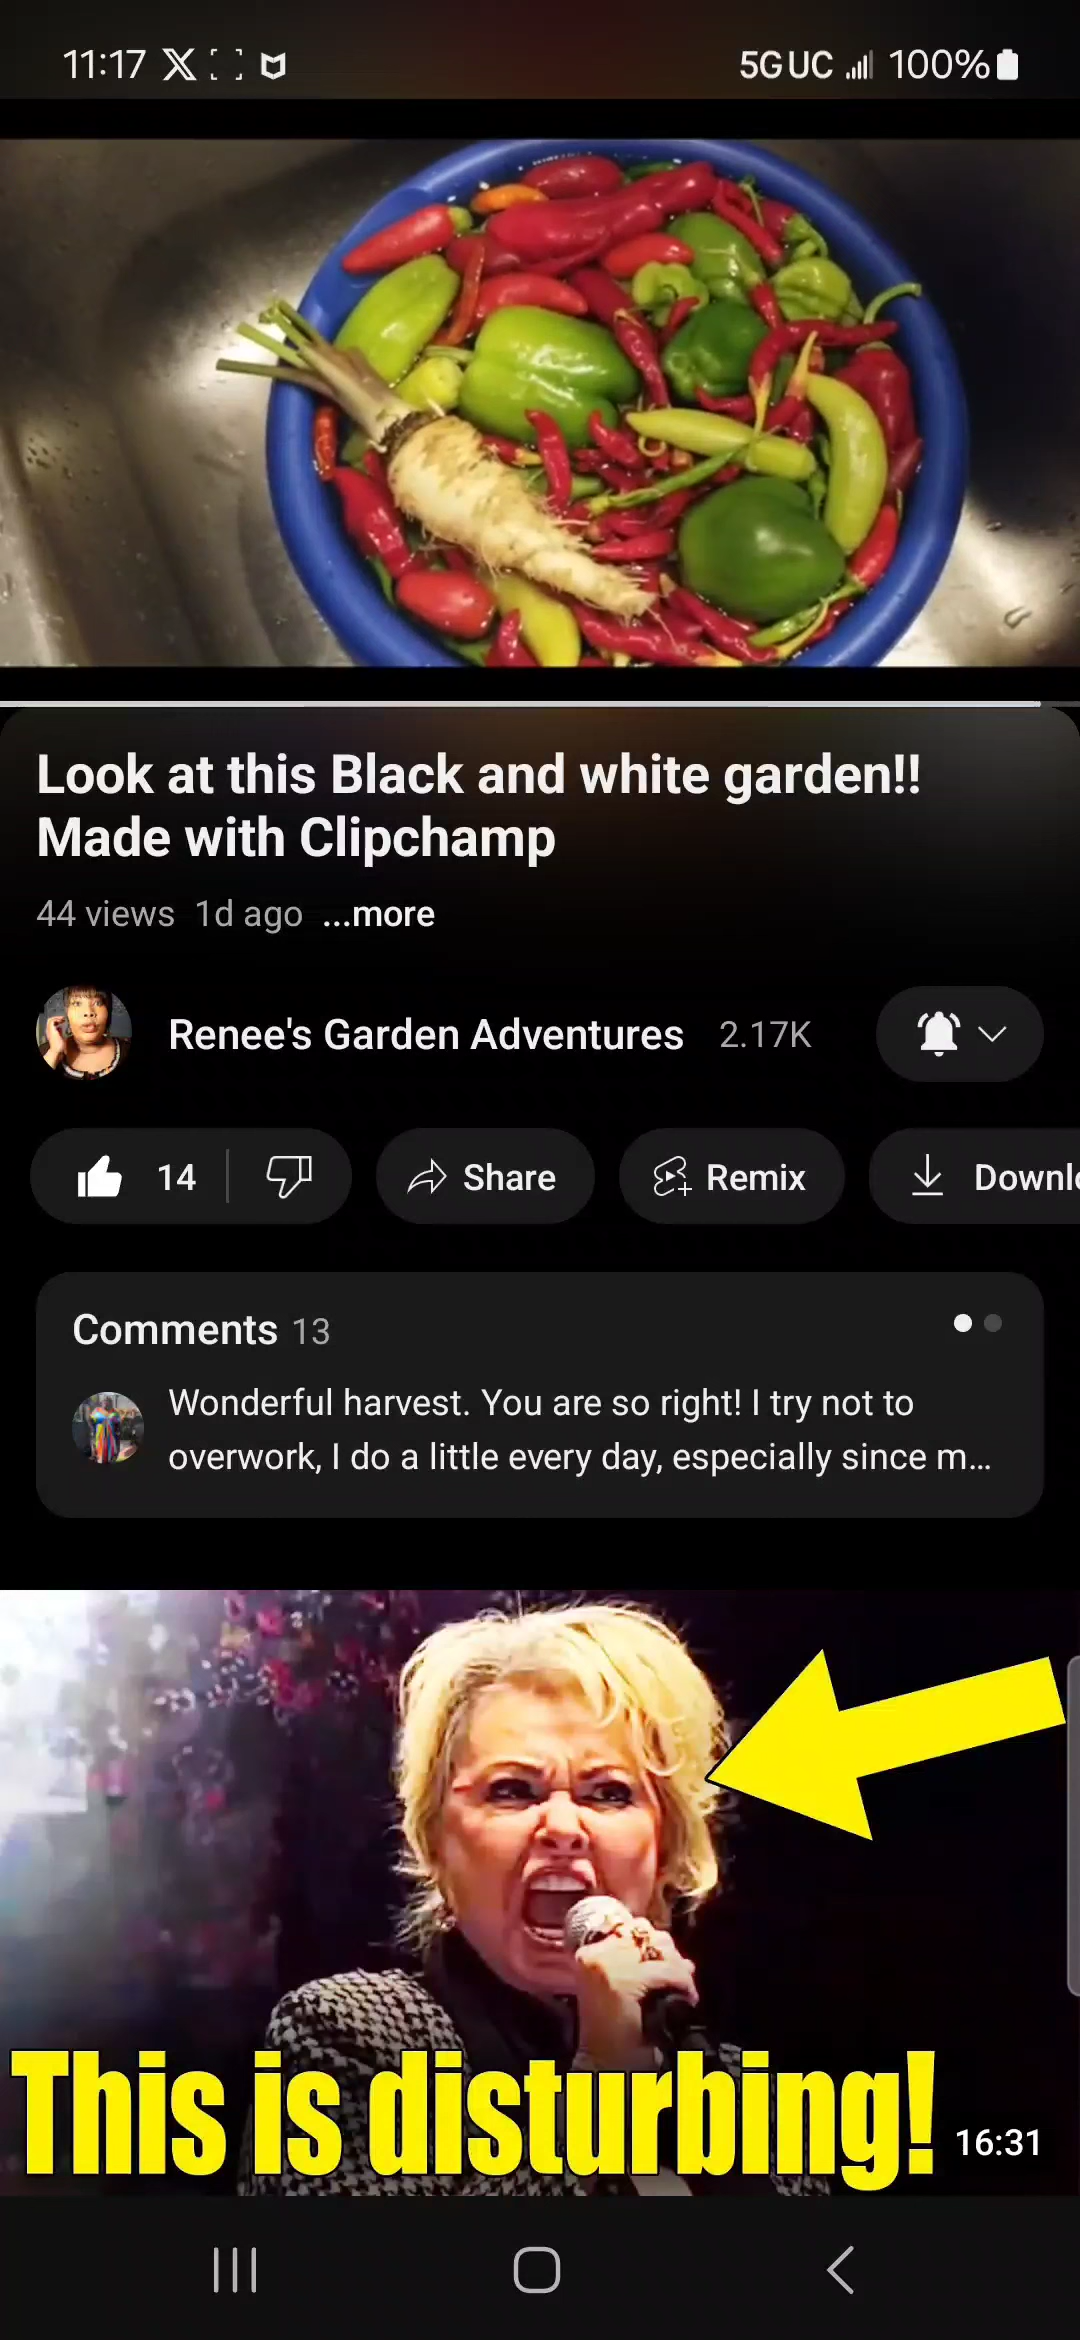 11:17
5G UC 100%
Look at this Black and white garden!!
Made with Clipchamp
44 views 1d ago ...more
Renee's Garden Adventures 2.17K
14 Share Remix Downlo
Comments 13
Wonderful harvest. You are so right! I try not to
overwork, I do a little every day, especially since m...
This is disturbing!
16:31